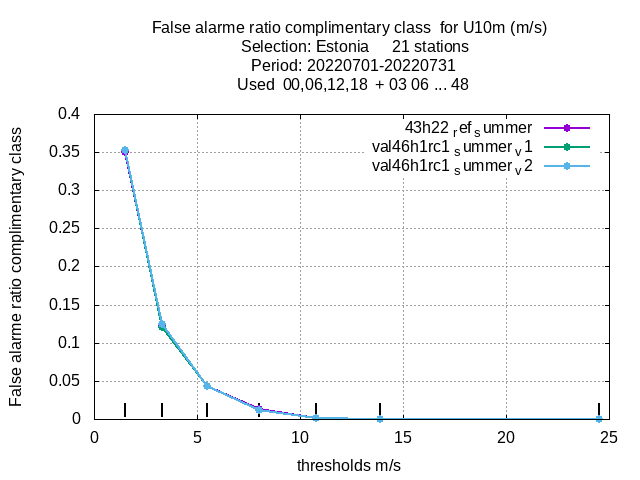 False alarme ratio complimentary class for U10m (m/s)
Selection: Estonia 21 stations
Period: 20220701-20220731
Used 00,06,12,18 + 03 06 ... 48
False alarme ratio complimentary class
0.4
0.35
0.3
0.25
0.2
0.15
0.1
0.05
0
43h22 ref summer
val46h1rc1 summer v1
val46h1rc1 summer v2
0 5 10 15 20 25
thresholds m/s